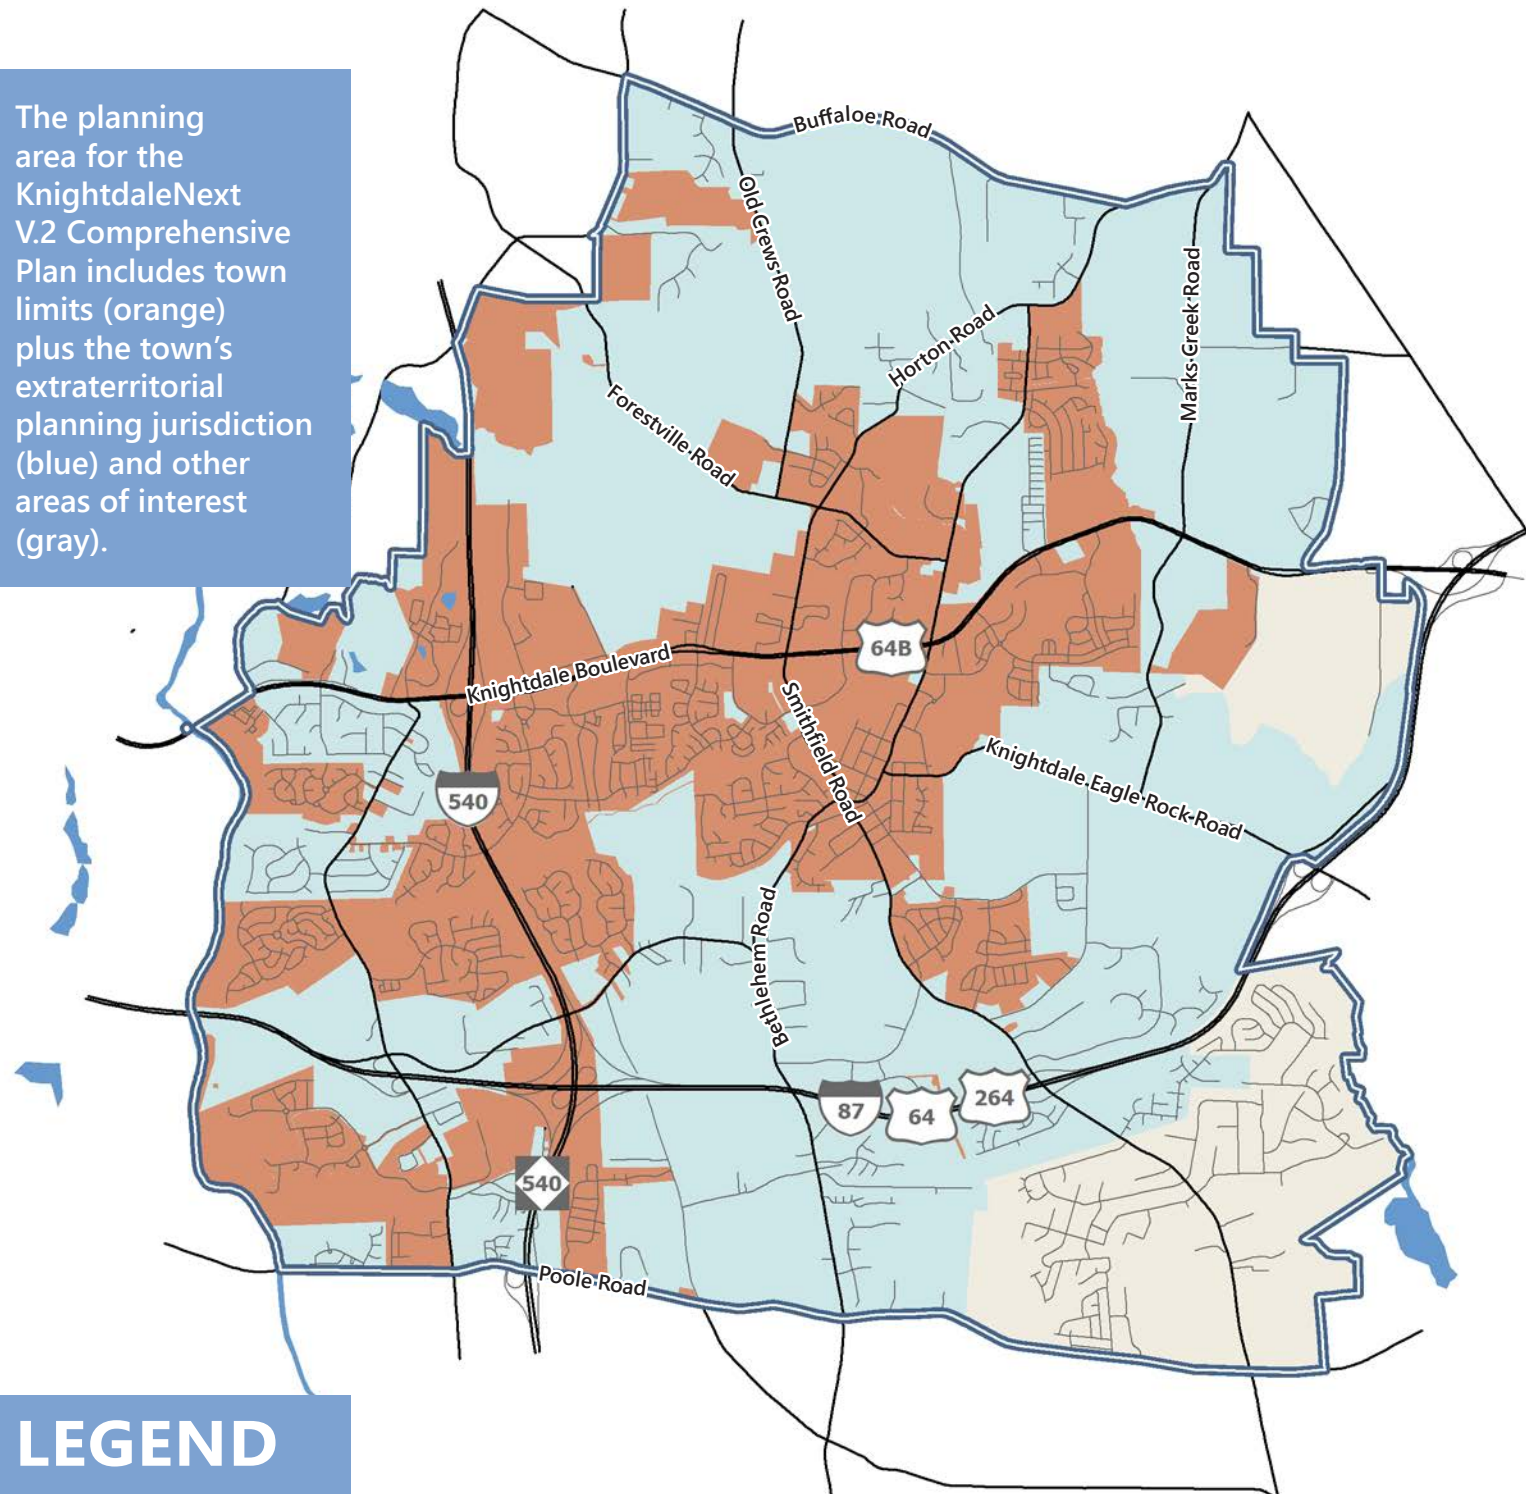 The planning
area for the
KnightdaleNext
V.2 Comprehensive
Plan includes town
limits (orange)
plus the town’s
extraterritorial
planning jurisdiction
(blue) and other
areas of interest
(gray).
Buffaloe Road
Old Crews Road
Horton Road
Marks Creek Road
Forestville Road
64B
Knightdale Boulevard
Smithfield Road
Knightdale Eagle Rock Road
540
Bethlehem Road
87
64
264
540
Poole Road
LEGEND